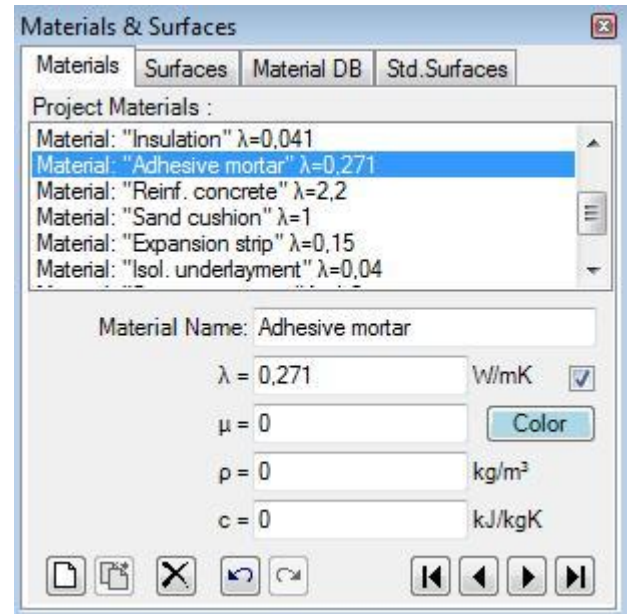 Materials & Surfaces
Materials Surfaces Material DB Std.Surfaces
Project Materials :
Material: "Insulation" λ=0,041
Material: "Adhesive mortar" λ=0,271
Material: "Reinf. concrete" λ=2,2
Material: "Sand cushion" λ=1
Material: "Expansion strip" λ=0,15
Material: "Isol. underlayment" λ=0,04
Material Name: Adhesive mortar
λ = 0,271 W/mK
μ = 0 Color
ρ = 0 kg/m³
c = 0 kJ/kgK